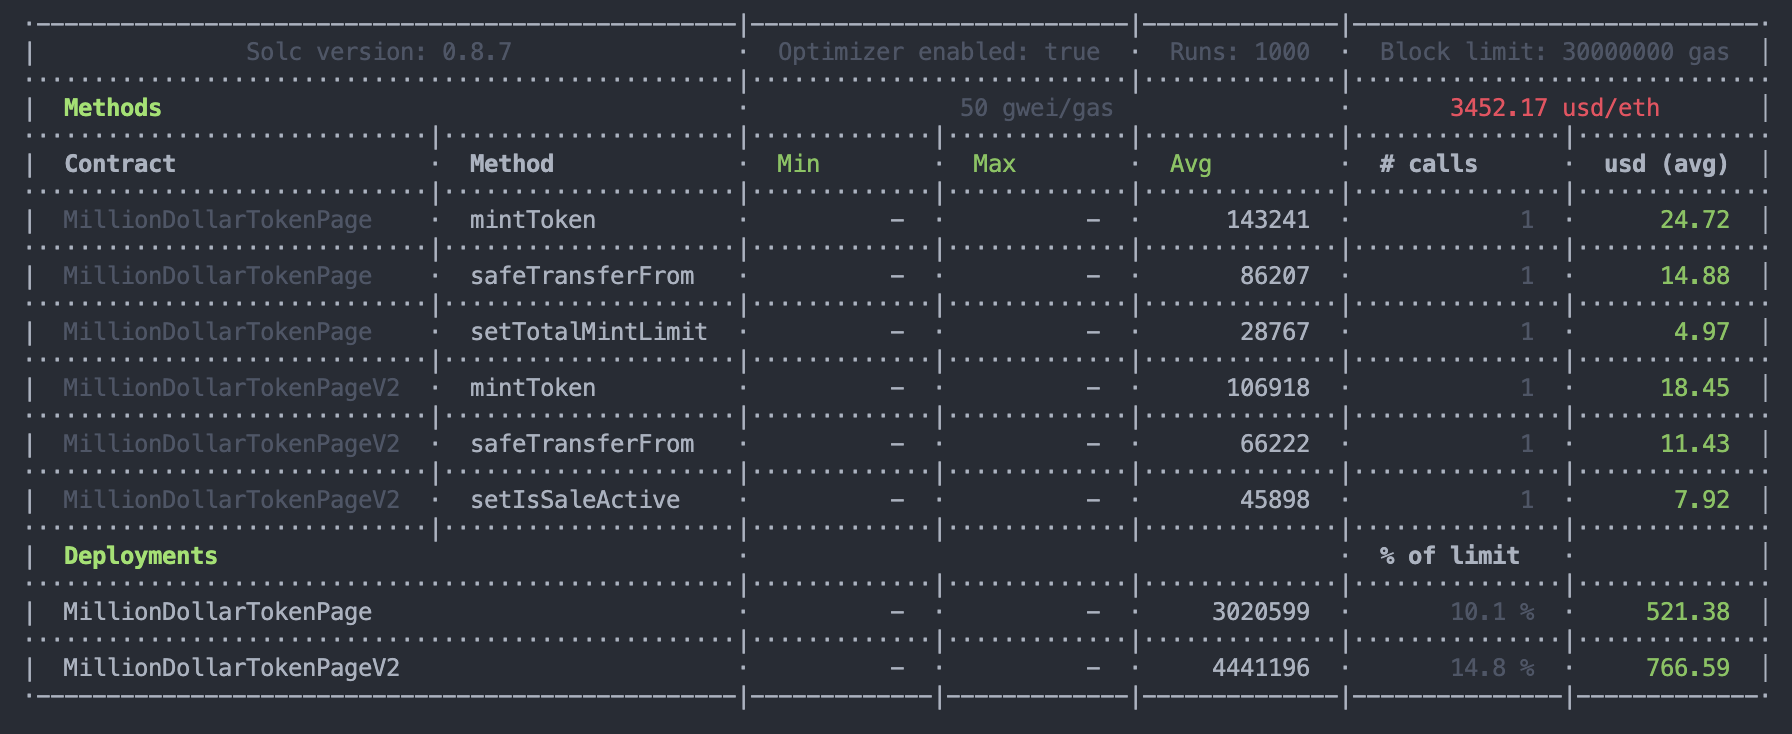 Solc version: 0.8.7 · Optimizer enabled: true · Runs: 1000 · Block limit: 30000000 gas
Methods · 50 gwei/gas · 3452.17 usd/eth
Contract · Method · Min · Max · Avg · # calls · usd (avg)
MillionDollarTokenPage · mintToken · – · – · 143241 · 1 · 24.72
MillionDollarTokenPage · safeTransferFrom · – · – · 86207 · 1 · 14.88
MillionDollarTokenPage · setTotalMintLimit · – · – · 28767 · 1 · 4.97
MillionDollarTokenPageV2 · mintToken · – · – · 106918 · 1 · 18.45
MillionDollarTokenPageV2 · safeTransferFrom · – · – · 66222 · 1 · 11.43
MillionDollarTokenPageV2 · setIsSaleActive · – · – · 45898 · 1 · 7.92
Deployments · · % of limit ·
MillionDollarTokenPage · – · – · 3020599 · 10.1 % · 521.38
MillionDollarTokenPageV2 · – · – · 4441196 · 14.8 % · 766.59